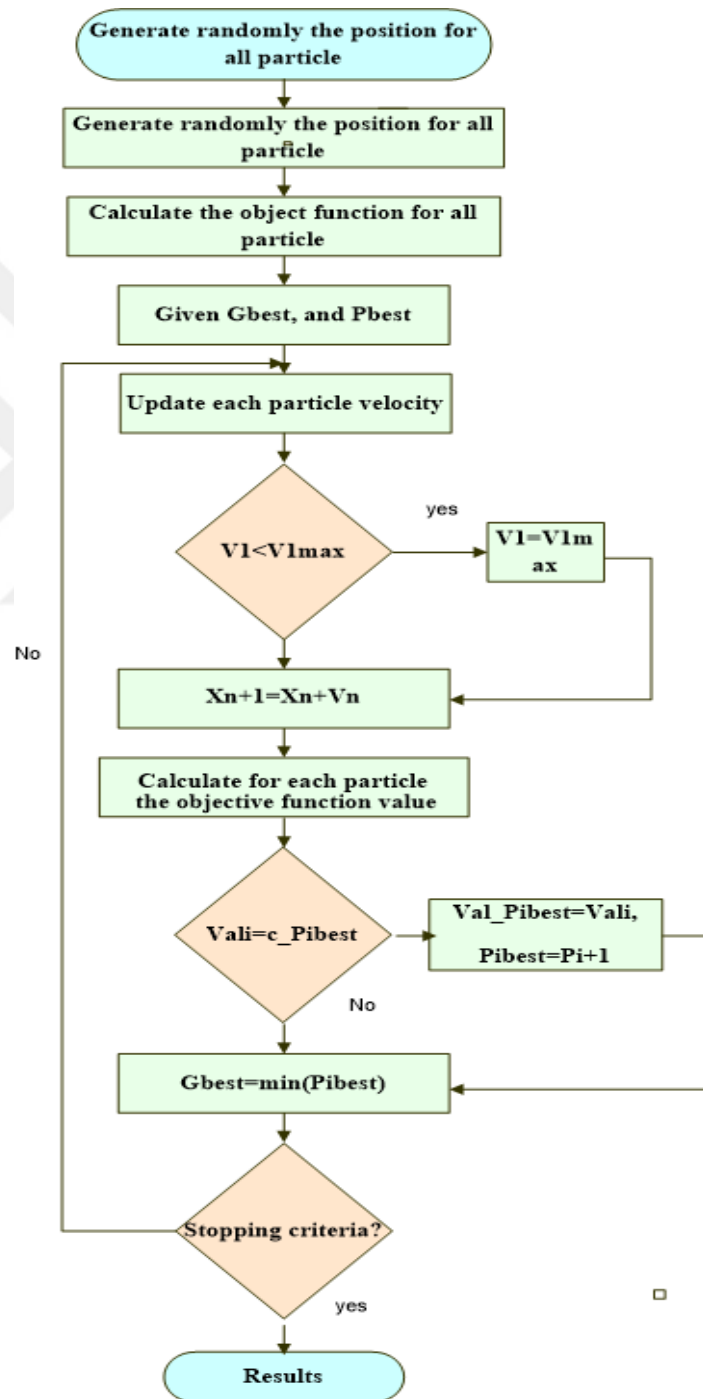 Generate randomly the position for
all particle
Generate randomly the position for all
particle
Calculate the object function for all
particle
Given Gbest, and Pbest
Update each particle velocity
yes
V1<V1max
V1=V1m
ax
No
Xn+1=Xn+Vn
Calculate for each particle
the objective function value
Vali=c_Pibest
Val_Pibest=Vali,
Pibest=Pi+1
No
Gbest=min(Pibest)
Stopping criteria?
yes
Results